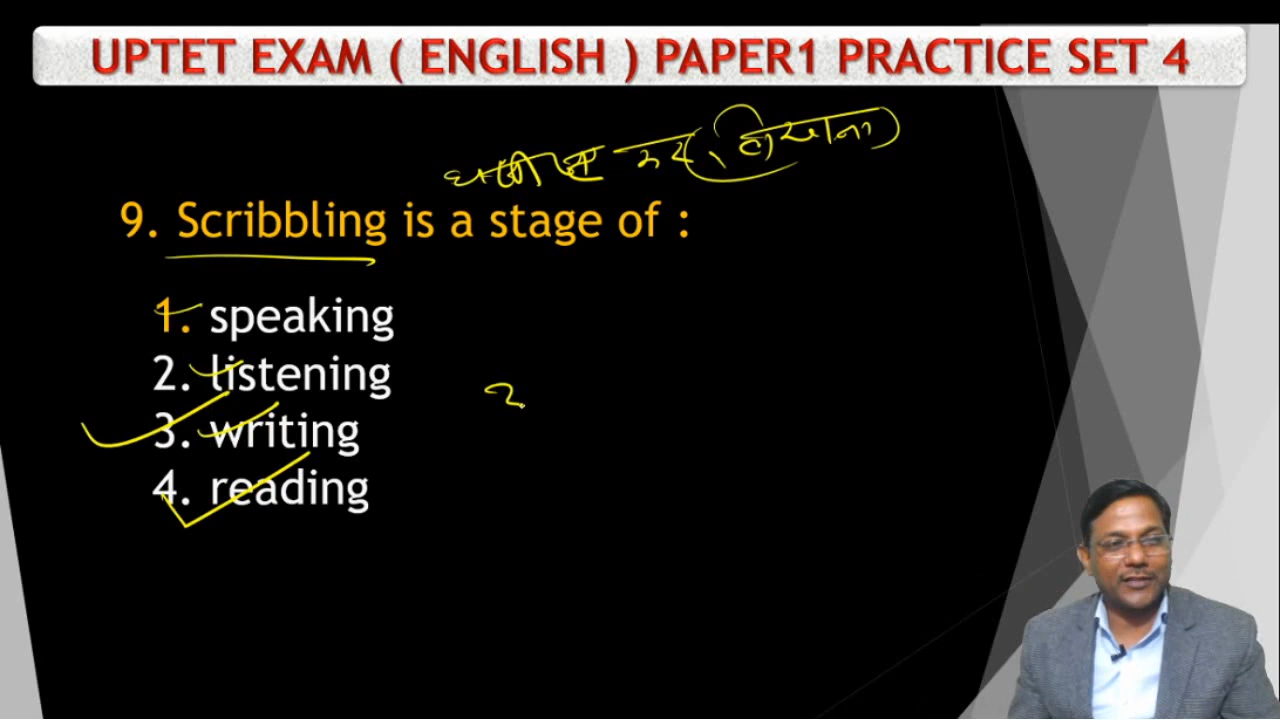 UPTET EXAM ( ENGLISH ) PAPER1 PRACTICE SET 4
9. Scribbling is a stage of :
1. speaking
2. listening
3. writing
4. reading